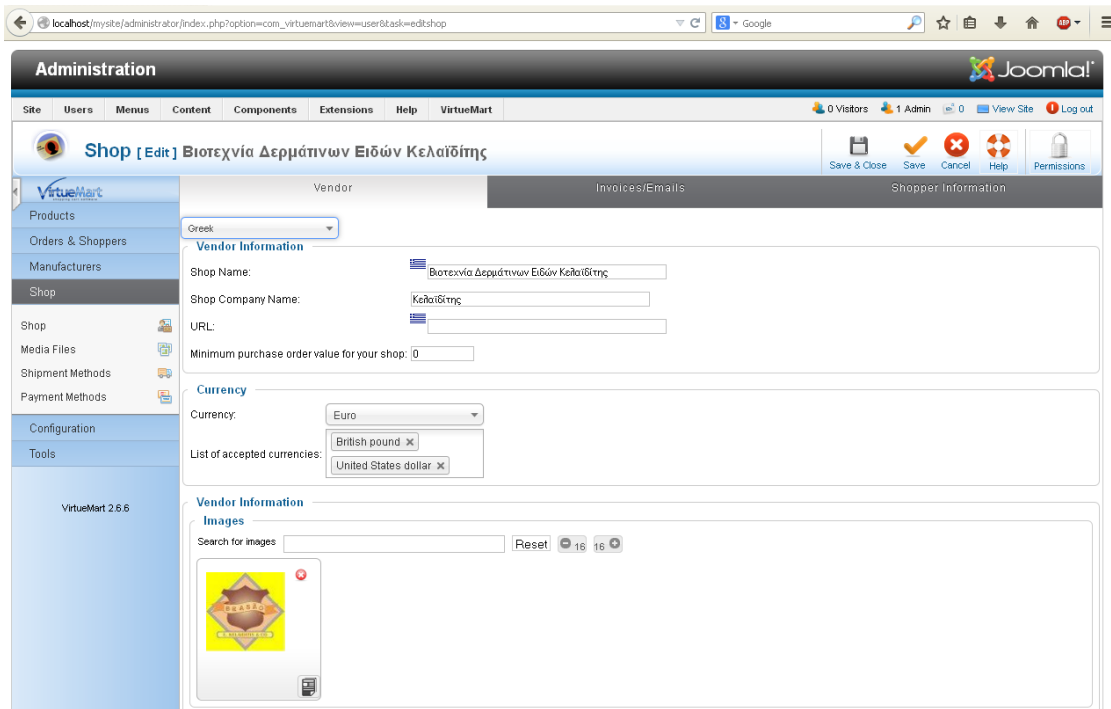 localhost/mysite/administrator/index.php?option=com_virtuemart&view=user&task=editshop
Google
ABP
Administration
Joomla!
Site Users Menus Content Components Extensions Help VirtueMart
0 Visitors 1 Admin 0 View Site Log out
Shop [ Edit ] Βιοτεχνία Δερμάτινων Ειδών Κελαϊδίτης
Save & Close Save Cancel Help Permissions
VirtueMart
Vendor Invoices/Emails Shopper Information
Products
Orders & Shoppers
Manufacturers
Shop
Shop
Media Files
Shipment Methods
Payment Methods
Configuration
Tools
VirtueMart 2.6.6
Greek
Vendor Information
Shop Name: Βιοτεχνία Δερμάτινων Ειδών Κελαϊδίτης
Shop Company Name: Κελαϊδίτης
URL:
Minimum purchase order value for your shop: 0
Currency
Currency: Euro
List of accepted currencies: British pound
United States dollar
Vendor Information
Images
Search for images Reset 16 16